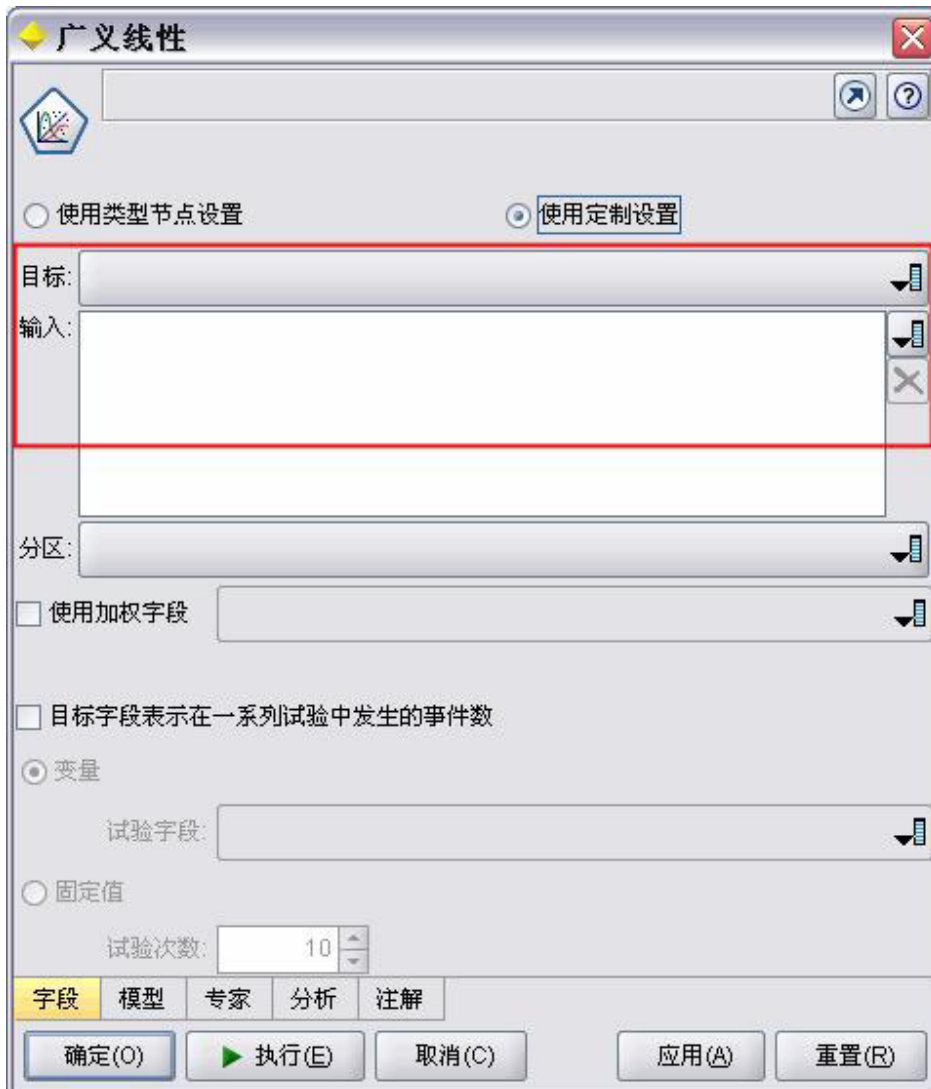 广义线性
使用类型节点设置 使用定制设置
目标:
输入:
分区:
使用加权字段
目标字段表示在一系列试验中发生的事件数
变量
试验字段:
固定值
试验次数: 10
字段 模型 专家 分析 注解
确定(O) 执行(E) 取消(C) 应用(A) 重置(R)